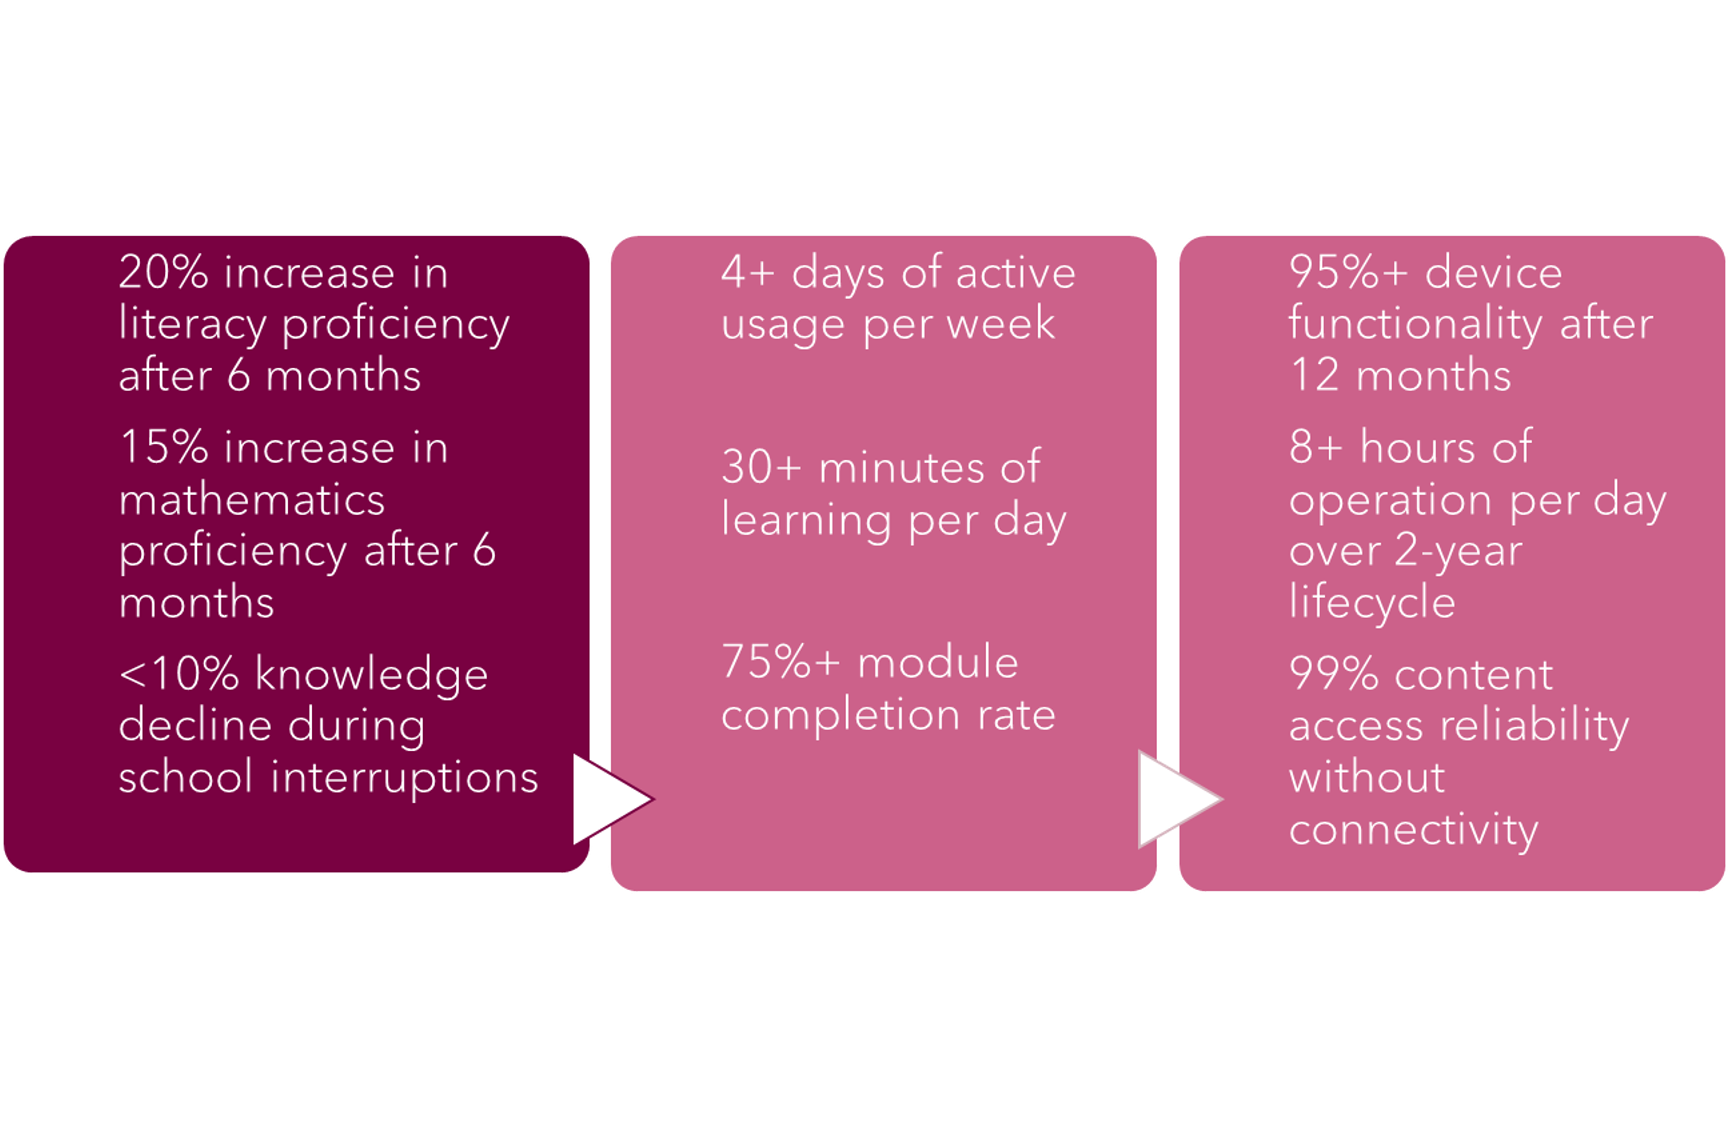 20% increase in
literacy proficiency
after 6 months
15% increase in
mathematics
proficiency after 6
months
<10% knowledge
decline during
school interruptions
4+ days of active
usage per week
30+ minutes of
learning per day
75%+ module
completion rate
95%+ device
functionality after
12 months
8+ hours of
operation per day
over 2-year
lifecycle
99% content
access reliability
without
connectivity